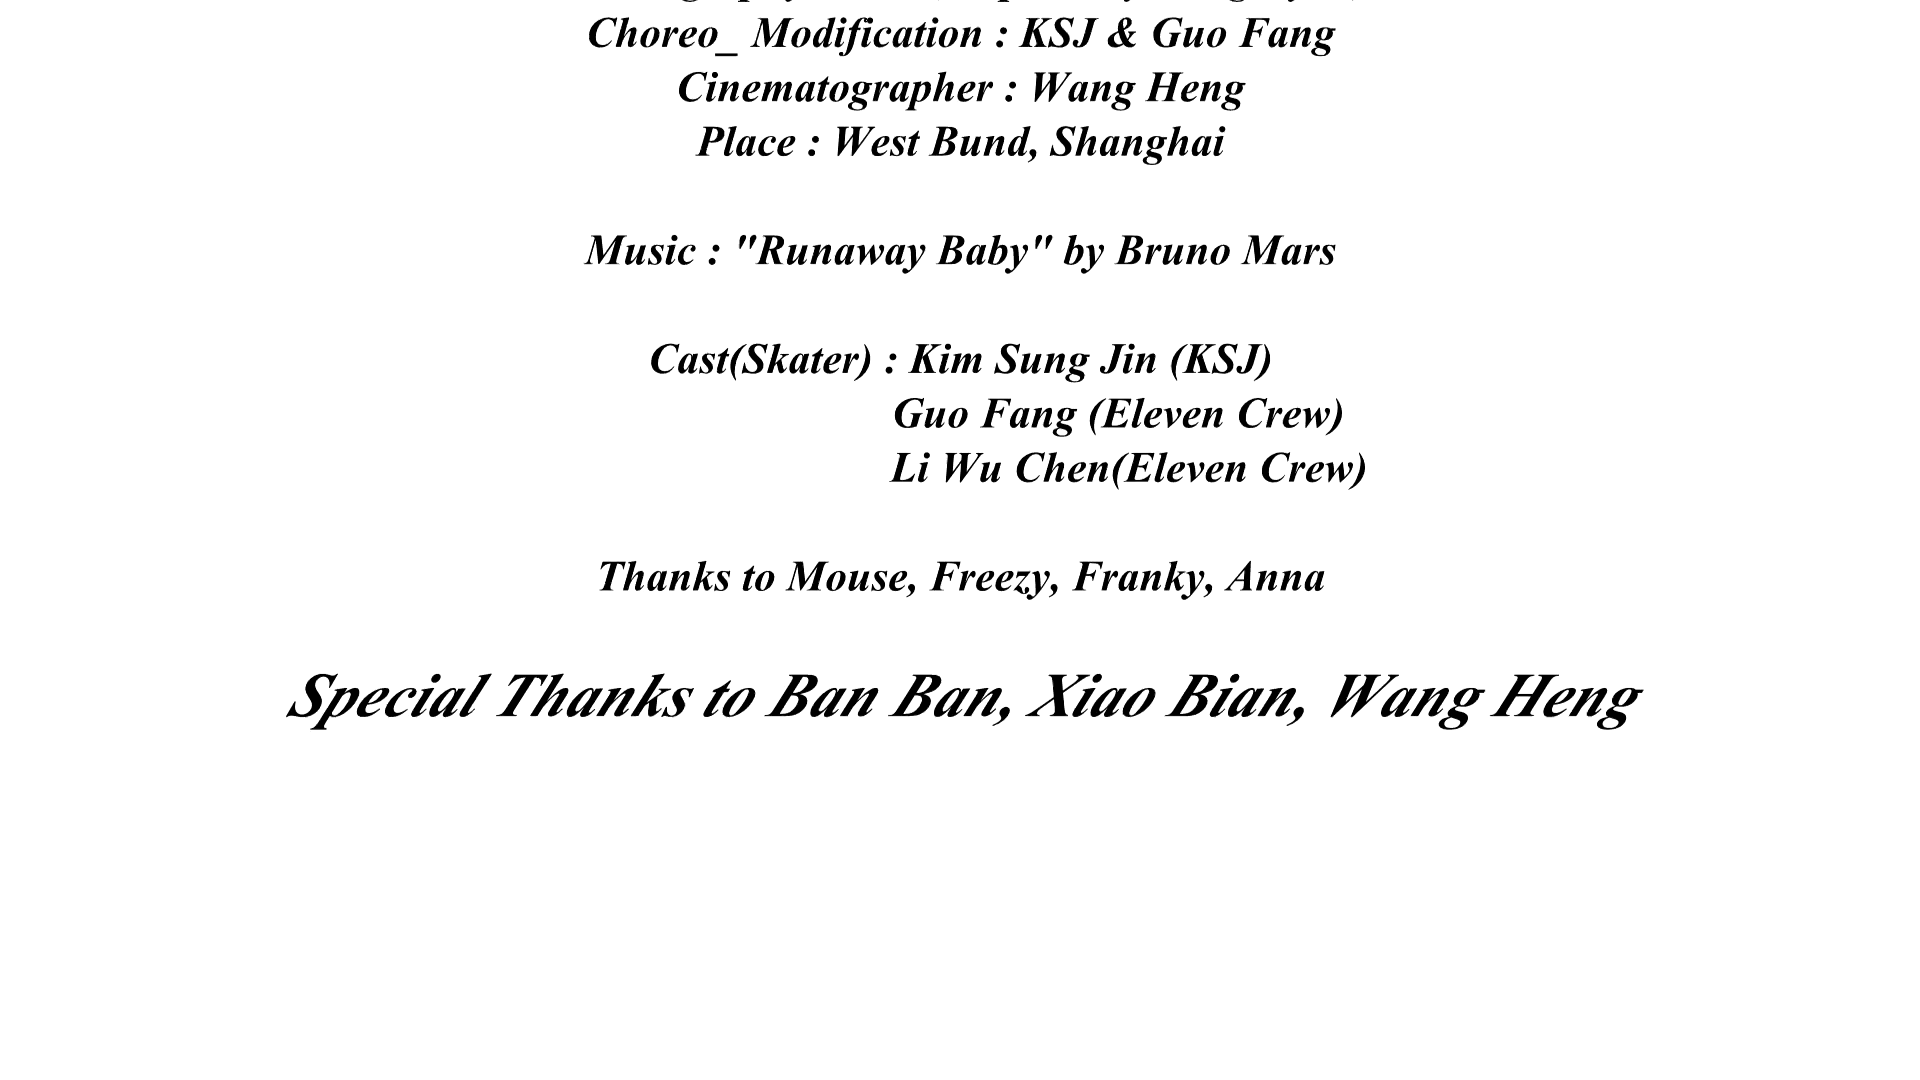 Choreo_ Modification : KSJ & Guo Fang
Cinematographer : Wang Heng
Place : West Bund, Shanghai
Music : "Runaway Baby" by Bruno Mars
Cast(Skater) : Kim Sung Jin (KSJ)
Guo Fang (Eleven Crew)
Li Wu Chen(Eleven Crew)
Thanks to Mouse, Freezy, Franky, Anna
Special Thanks to Ban Ban, Xiao Bian, Wang Heng